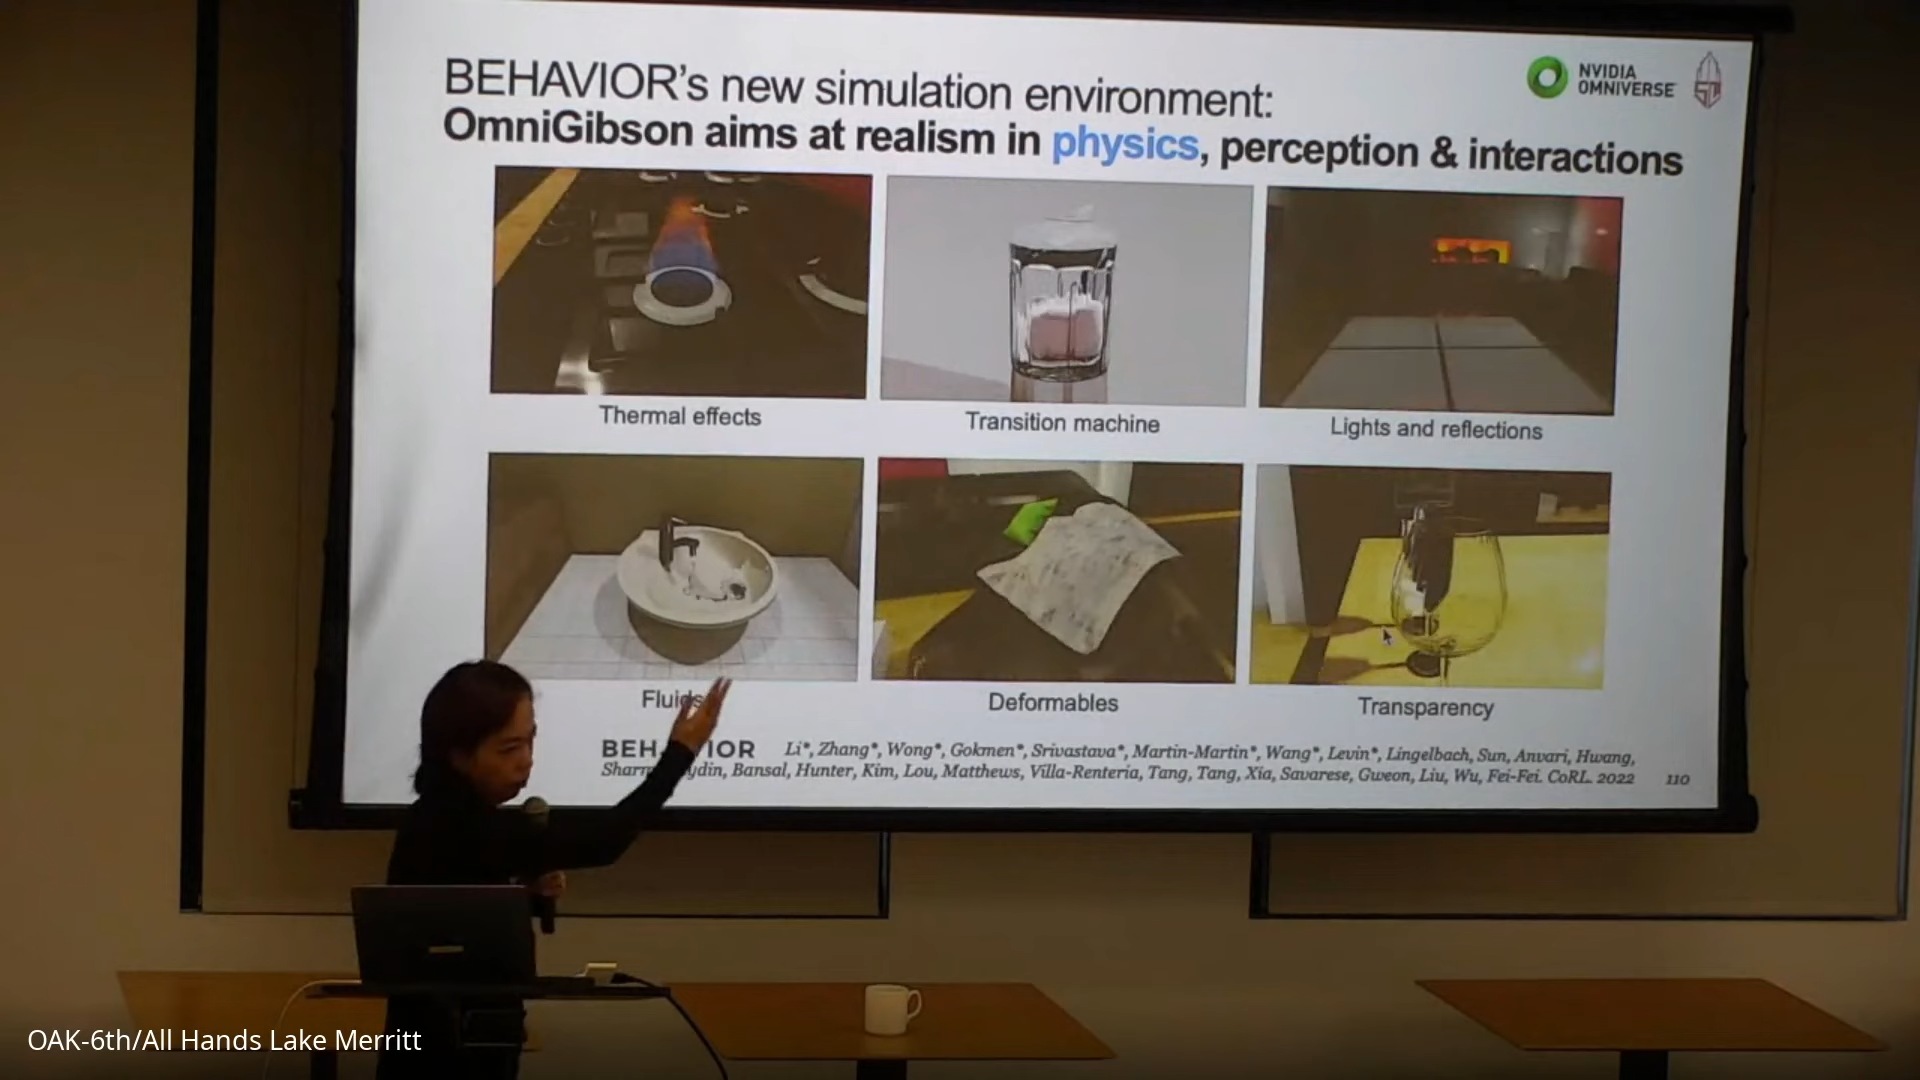 BEHAVIOR's new simulation environment:
OmniGibson aims at realism in physics, perception & interactions
NVIDIA
OMNIVERSE
Thermal effects
Transition machine
Lights and reflections
Fluids
Deformables
Transparency
BEH VIOR Li*, Zhang*, Wong*, Gokmen*, Srivastava*, Martin-Martin*, Wang*, Levin*, Lingelbach, Sun, Anvari, Hwang,
Bansal, Hunter, Kim, Lou, Matthews, Villa-Renteria, Tang, Tang, Xia, Savarese, Gweon, Liu, Wu, Fei-Fei. CoRL. 2022
110
OAK-6th/All Hands Lake Merritt